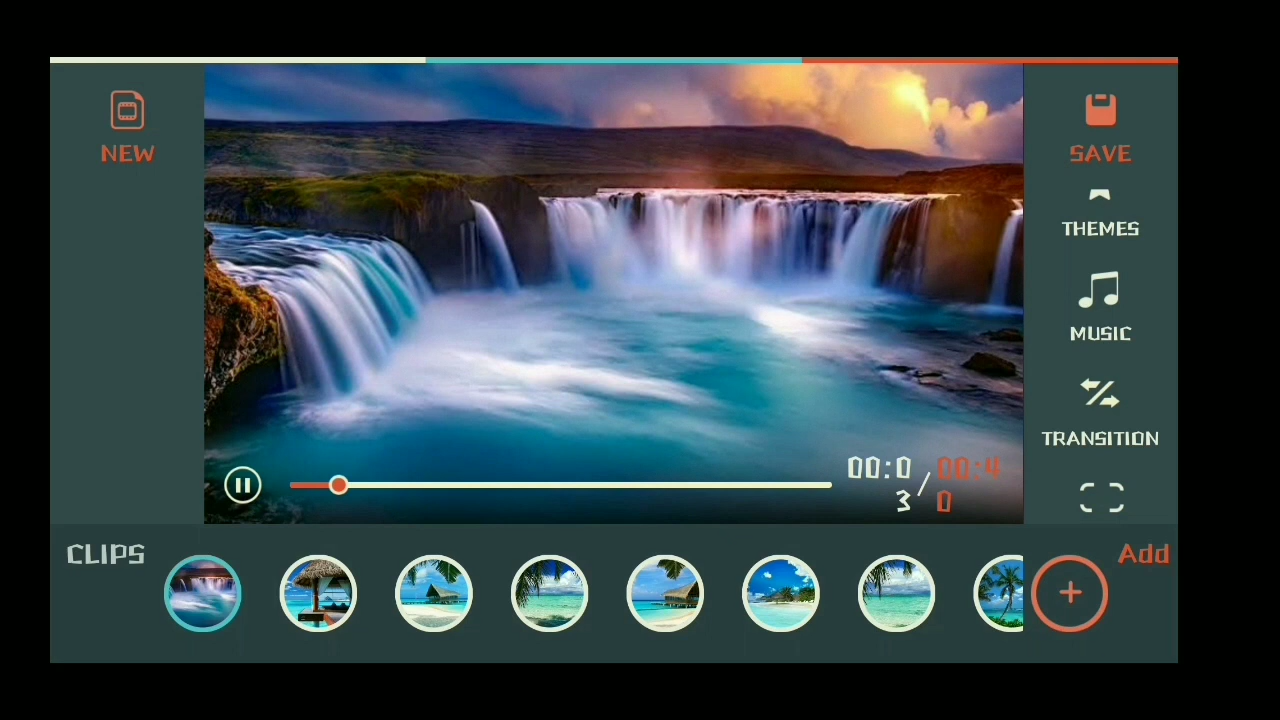 NEW
SAVE
THEMES
MUSIC
TRANSITION
00:0
3
/
00:4
0
CLIPS
Add